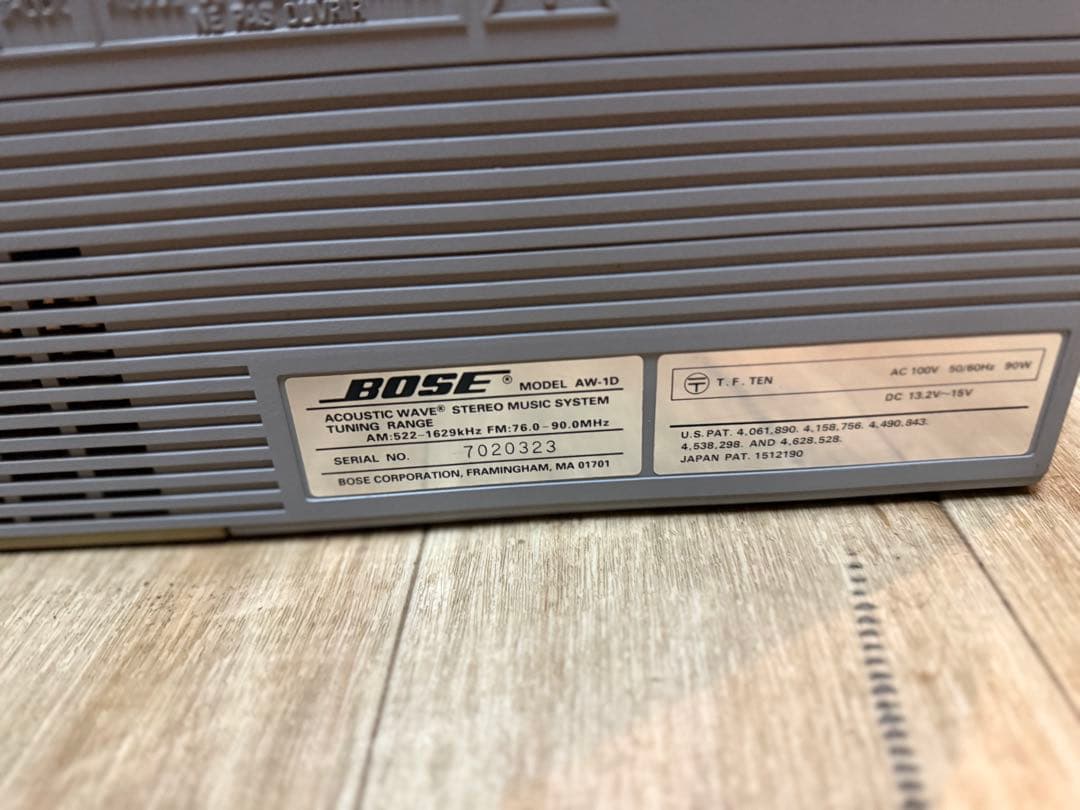 NE PAS OUVRIR
BOSE® MODEL AW-1D
ACOUSTIC WAVE® STEREO MUSIC SYSTEM
TUNING RANGE
AM:522-1629kHz FM:76.0-90.0MHz
SERIAL NO. 7020323
BOSE CORPORATION, FRAMINGHAM, MA 01701
T.F. TEN AC 100V 50/60Hz 90W
DC 13.2V~15V
U.S. PAT. 4,061,890. 4,158,756. 4,490,843.
4,538,298. AND 4,628,528.
JAPAN PAT. 1512190